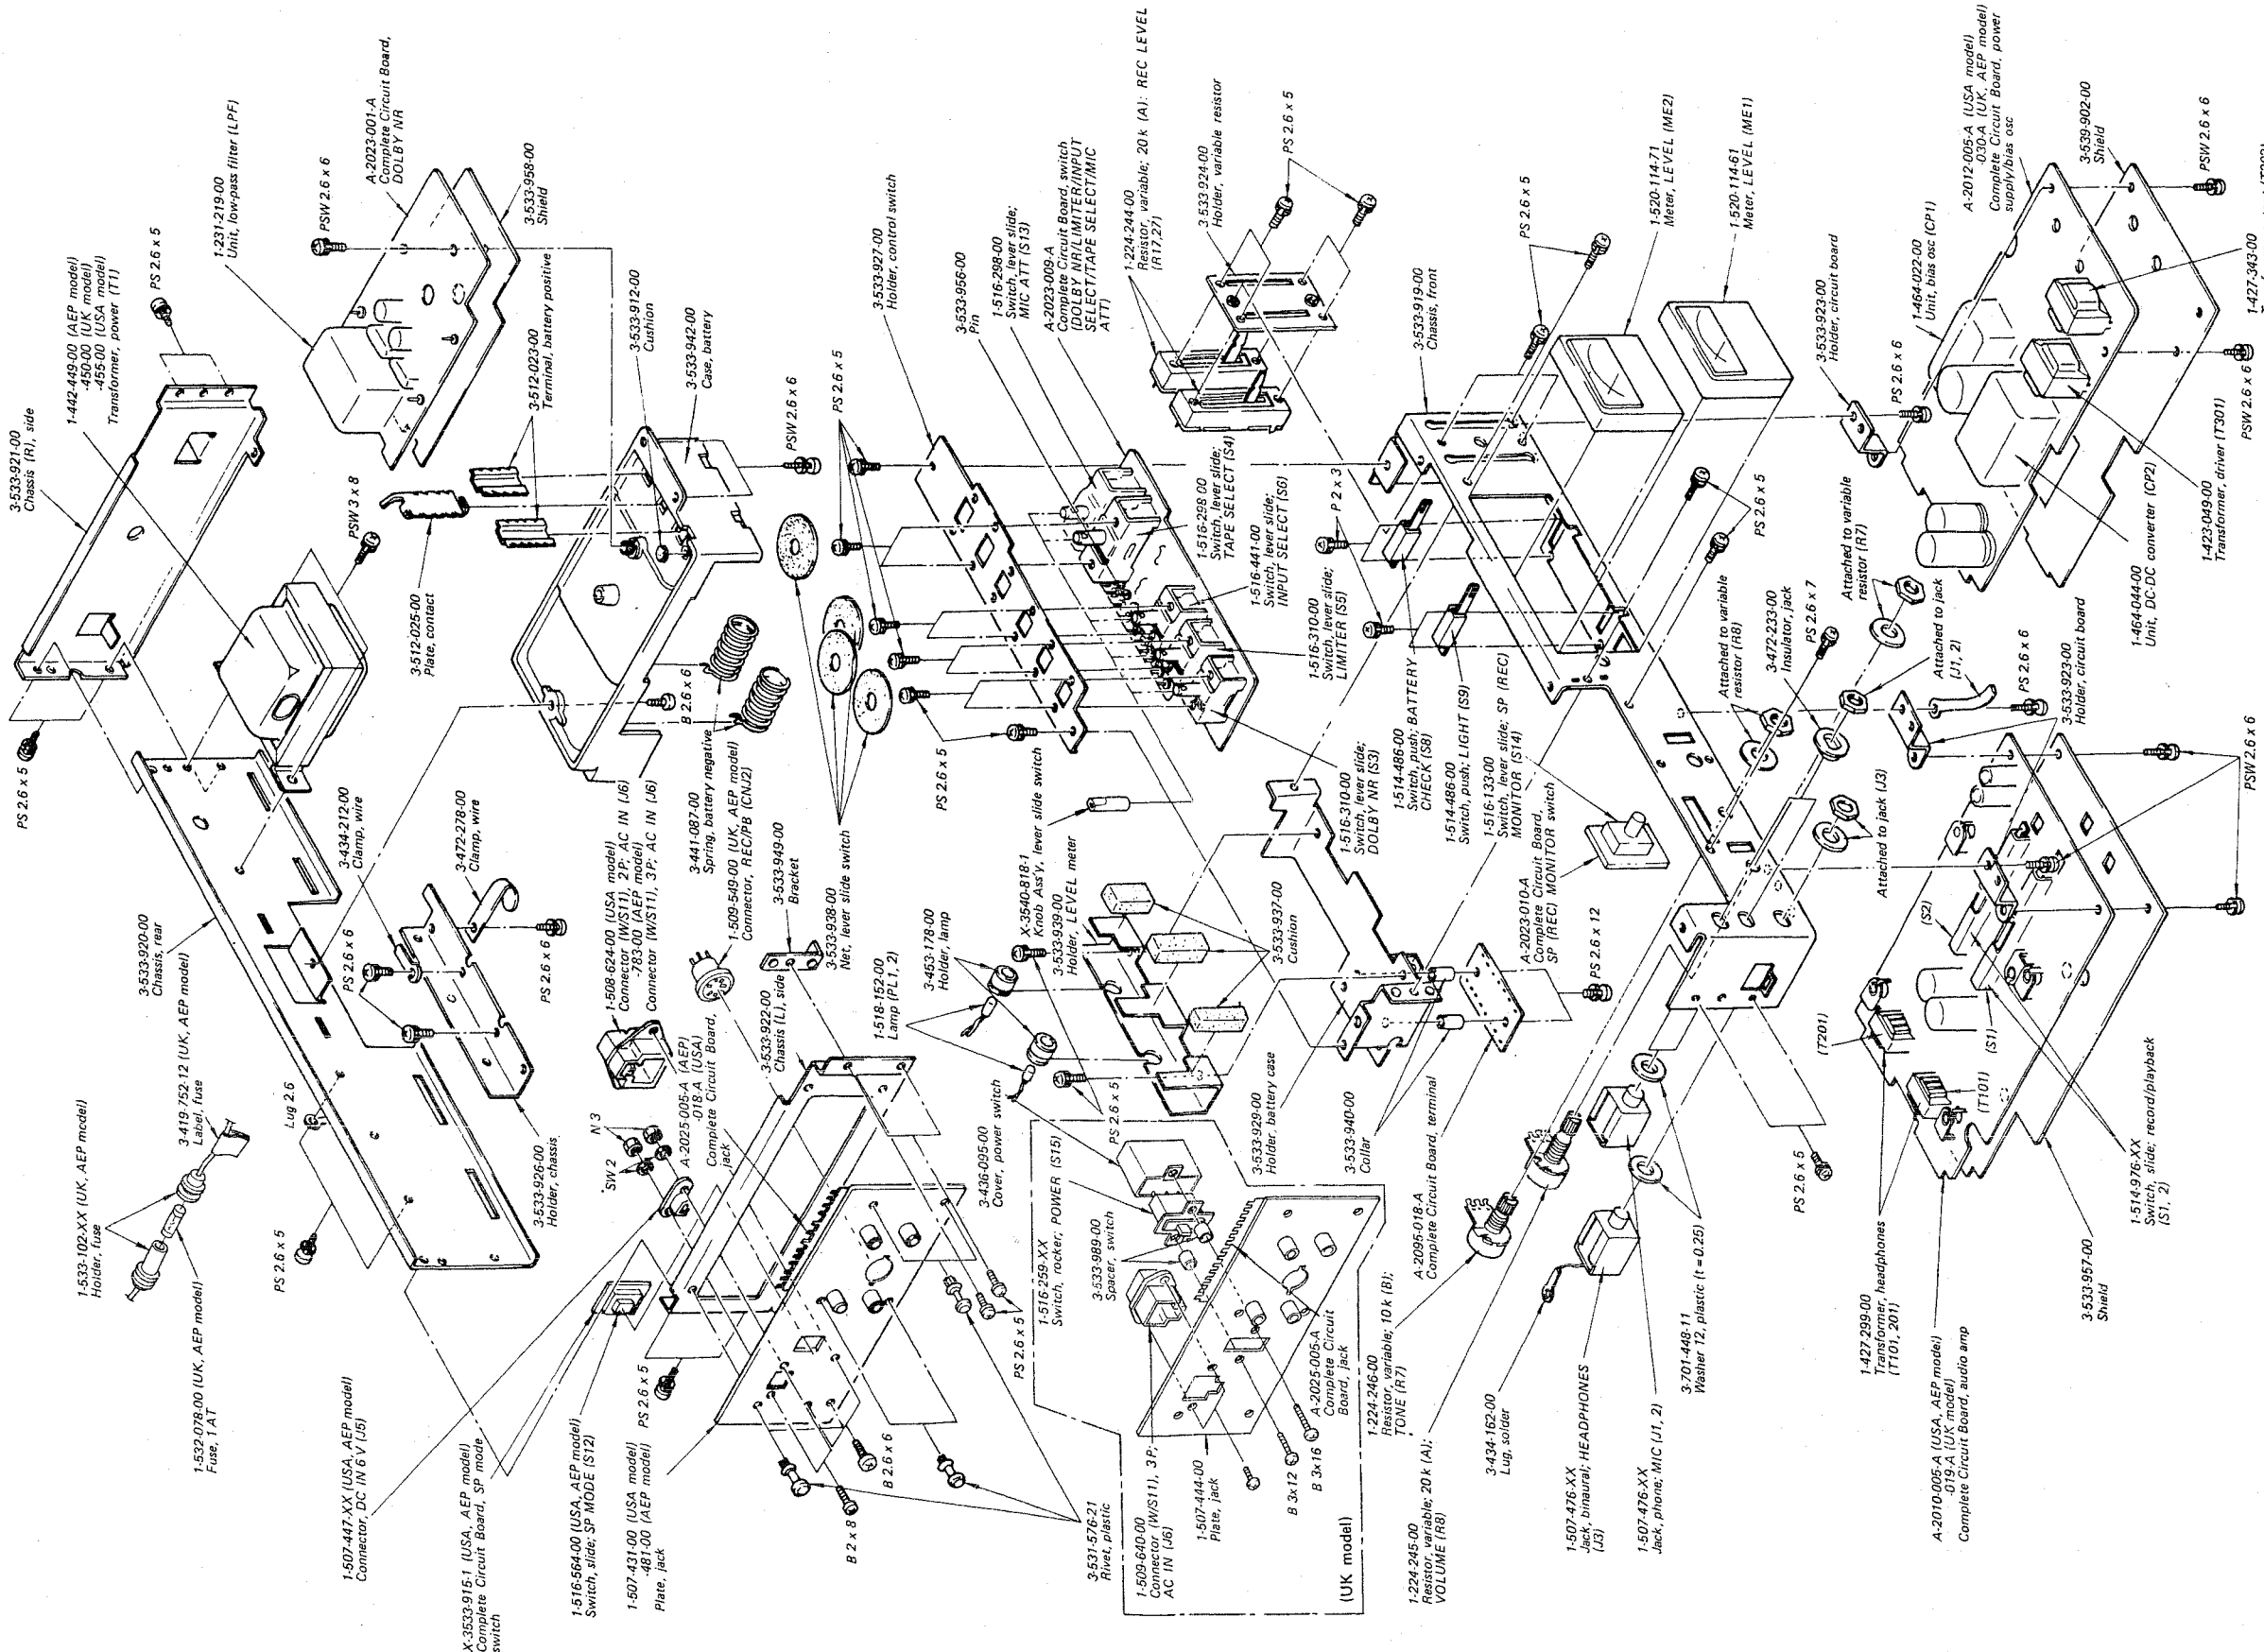 3-533-921-00
Chassis (R), side
1-442-449-00 (AEP model)
-450-00 (UK model)
-455-00 (USA model)
Transformer, power (T1)
PS 2.6 x 5
1-231-219-00
Unit, low-pass filter (LPF)
A-2023-001-A
Complete Circuit Board,
DOLBY NR
PSW 2.6 x 6
3-533-958-00
Shield
3-512-023-00
Terminal, battery positive
3-533-912-00
Cushion
3-533-942-00
Case, battery
PSW 2.6 x 6
3-512-025-00
Plate, contact
PSW 3 x 8
PS 2.6 x 5
3-533-920-00
Chassis, rear
3-434-212-00
Clamp, wire
3-472-278-00
Clamp, wire
PS 2.6 x 6
PS 2.6 x 6
3-533-926-00
Holder, chassis
Lug 2.6
PS 2.6 x 5
1-533-102-XX (UK, AEP model)
Holder, fuse
3-419-752-12 (UK, AEP model)
Label, fuse
1-532-078-00 (UK, AEP model)
Fuse, 1 AT
B 2.6 x 6
3-441-087-00
Spring, battery negative
1-508-624-00 (USA model)
Connector (W/S11), 2 P; AC IN (J6)
-783-00 (AEP model)
Connector (W/S11), 3 P; AC IN (J6)
1-509-549-00 (UK, AEP model)
Connector, REC/PB (CNJ2)
3-533-949-00
Bracket
3-533-938-00
Net, lever slide switch
3-533-922-00
Chassis (L), side
A-2025-005-A (AEP)
-018-A (USA)
Complete Circuit Board,
jack
N 3
SW 2
1-507-447-XX (USA, AEP model)
Connector, DC IN 6 V (J5)
X-3533-915-1 (USA, AEP model)
Complete Circuit Board, SP mode
switch
1-516-564-00 (USA, AEP model)
Switch, slide; SP MODE (S12)
1-507-431-00 (USA model)
-481-00 (AEP model)
Plate, jack
PS 2.6 x 5
B 2.6 x 6
B 2 x 8
3-531-576-21
Rivet, plastic
PS 2.6 x 5
3-533-927-00
Holder, control switch
3-533-956-00
Pin
1-516-298-00
Switch, lever slide;
MIC ATT (S13)
A-2023-009-A
Complete Circuit Board, switch
(DOLBY NR/LIMITER/INPUT
SELECT/TAPE SELECT/MIC
ATT)
1-224-244-00
Resistor, variable; 20 k (A): REC LEVEL
(R17,27)
3-533-924-00
Holder, variable resistor
PS 2.6 x 5
PS 2.6 x 5
PS 2.6 x 5
1-516-298-00
Switch, lever slide;
TAPE SELECT (S4)
1-516-441-00
Switch, lever slide;
INPUT SELECT (S6)
1-516-310-00
Switch, lever slide;
LIMITER (S5)
1-516-310-00
Switch, lever slide;
DOLBY NR (S3)
X-3540-818-1
Knob Ass'y, lever slide switch
3-533-939-00
Holder, LEVEL meter
3-453-178-00
Holder, lamp
1-518-152-00
Lamp (PL1, 2)
3-533-937-00
Cushion
PS 2.6 x 5
3-436-095-00
Cover, power switch
1-516-259-XX
Switch, rocker; POWER (S15)
3-533-989-00
Spacer, switch
1-509-640-00
Connector (W/S11), 3 P;
AC IN (J6)
1-507-444-00
Plate, jack
B 3x12
B 3x16
A-2025-005-A
Complete Circuit
Board, jack
(UK model)
3-533-929-00
Holder, battery case
3-533-940-00
Collar
A-2095-018-A
Complete Circuit Board, terminal
PS 2.6 x 12
3-533-919-00
Chassis, front
PS 2.6 x 5
1-520-114-71
Meter, LEVEL (ME2)
1-520-114-61
Meter, LEVEL (ME1)
P 2 x 3
1-514-486-00
Switch, push; BATTERY
CHECK (S8)
1-514-486-00
Switch, push; LIGHT (S9)
1-516-133-00
Switch, lever slide; SP (REC)
MONITOR (S14)
A-2023-010-A
Complete Circuit Board,
SP (REC) MONITOR switch
PS 2.6 x 5
1-224-246-00
Resistor, variable; 10 k (B);
TONE (R7)
1-224-245-00
Resistor, variable; 20 k (A);
VOLUME (R8)
3-434-162-00
Lug, solder
1-507-476-XX
Jack, binaural; HEADPHONES
(J3)
1-507-476-XX
Jack, phone; MIC (J1, 2)
3-701-448-11
Washer 12, plastic (t = 0.25)
PS 2.6 x 5
Attached to variable
resistor (R8)
3-472-233-00
Insulator, jack
PS 2.6 x 7
Attached to variable
resistor (R7)
Attached to jack
(J1, 2)
Attached to jack (J3)
PS 2.6 x 6
3-533-923-00
Holder, circuit board
3-533-923-00
Holder, circuit board
PS 2.6 x 6
1-464-022-00
Unit, bias osc (CP1)
A-2012-005-A (USA model)
-030-A (UK, AEP model)
Complete Circuit Board, power
supply/bias osc
3-539-902-00
Shield
PSW 2.6 x 6
1-427-343-00
PSW 2.6 x 6
1-423-049-00
Transformer, driver (T301)
1-464-044-00
Unit, DC-DC converter (CP2)
PSW 2.6 x 6
(S2)
(S1)
(T201)
(T101)
1-514-976-XX
Switch, slide; record/playback
(S1, 2)
3-533-957-00
Shield
1-427-299-00
Transformer, headphones
(T101, 201)
A-2010-005-A (USA, AEP model)
-019-A (UK model)
Complete Circuit Board, audio amp